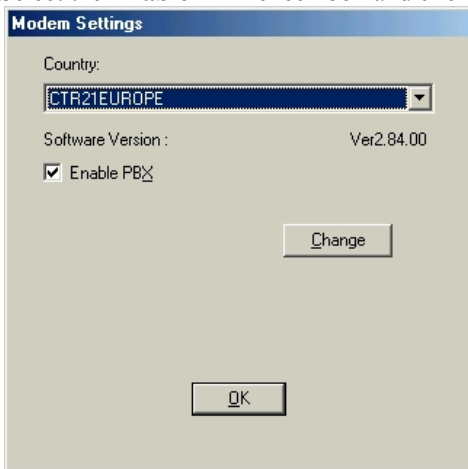 Modem Settings
Country:
CTR21EUROPE
Software Version : Ver2.84.00
Enable PBX
Change
OK